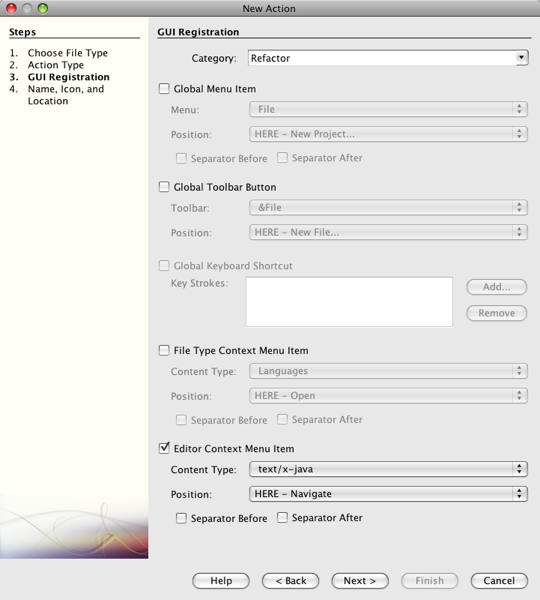 New Action
Steps
1. Choose File Type
2. Action Type
3. GUI Registration
4. Name, Icon, and
Location
GUI Registration
Category: Refactor
Global Menu Item
Menu: File
Position: HERE - New Project...
Separator Before Separator After
Global Toolbar Button
Toolbar: &File
Position: HERE - New File...
Global Keyboard Shortcut
Key Strokes: Add...
Remove
File Type Context Menu Item
Content Type: Languages
Position: HERE - Open
Separator Before Separator After
Editor Context Menu Item
Content Type: text/x-java
Position: HERE - Navigate
Separator Before Separator After
Help < Back Next > Finish Cancel